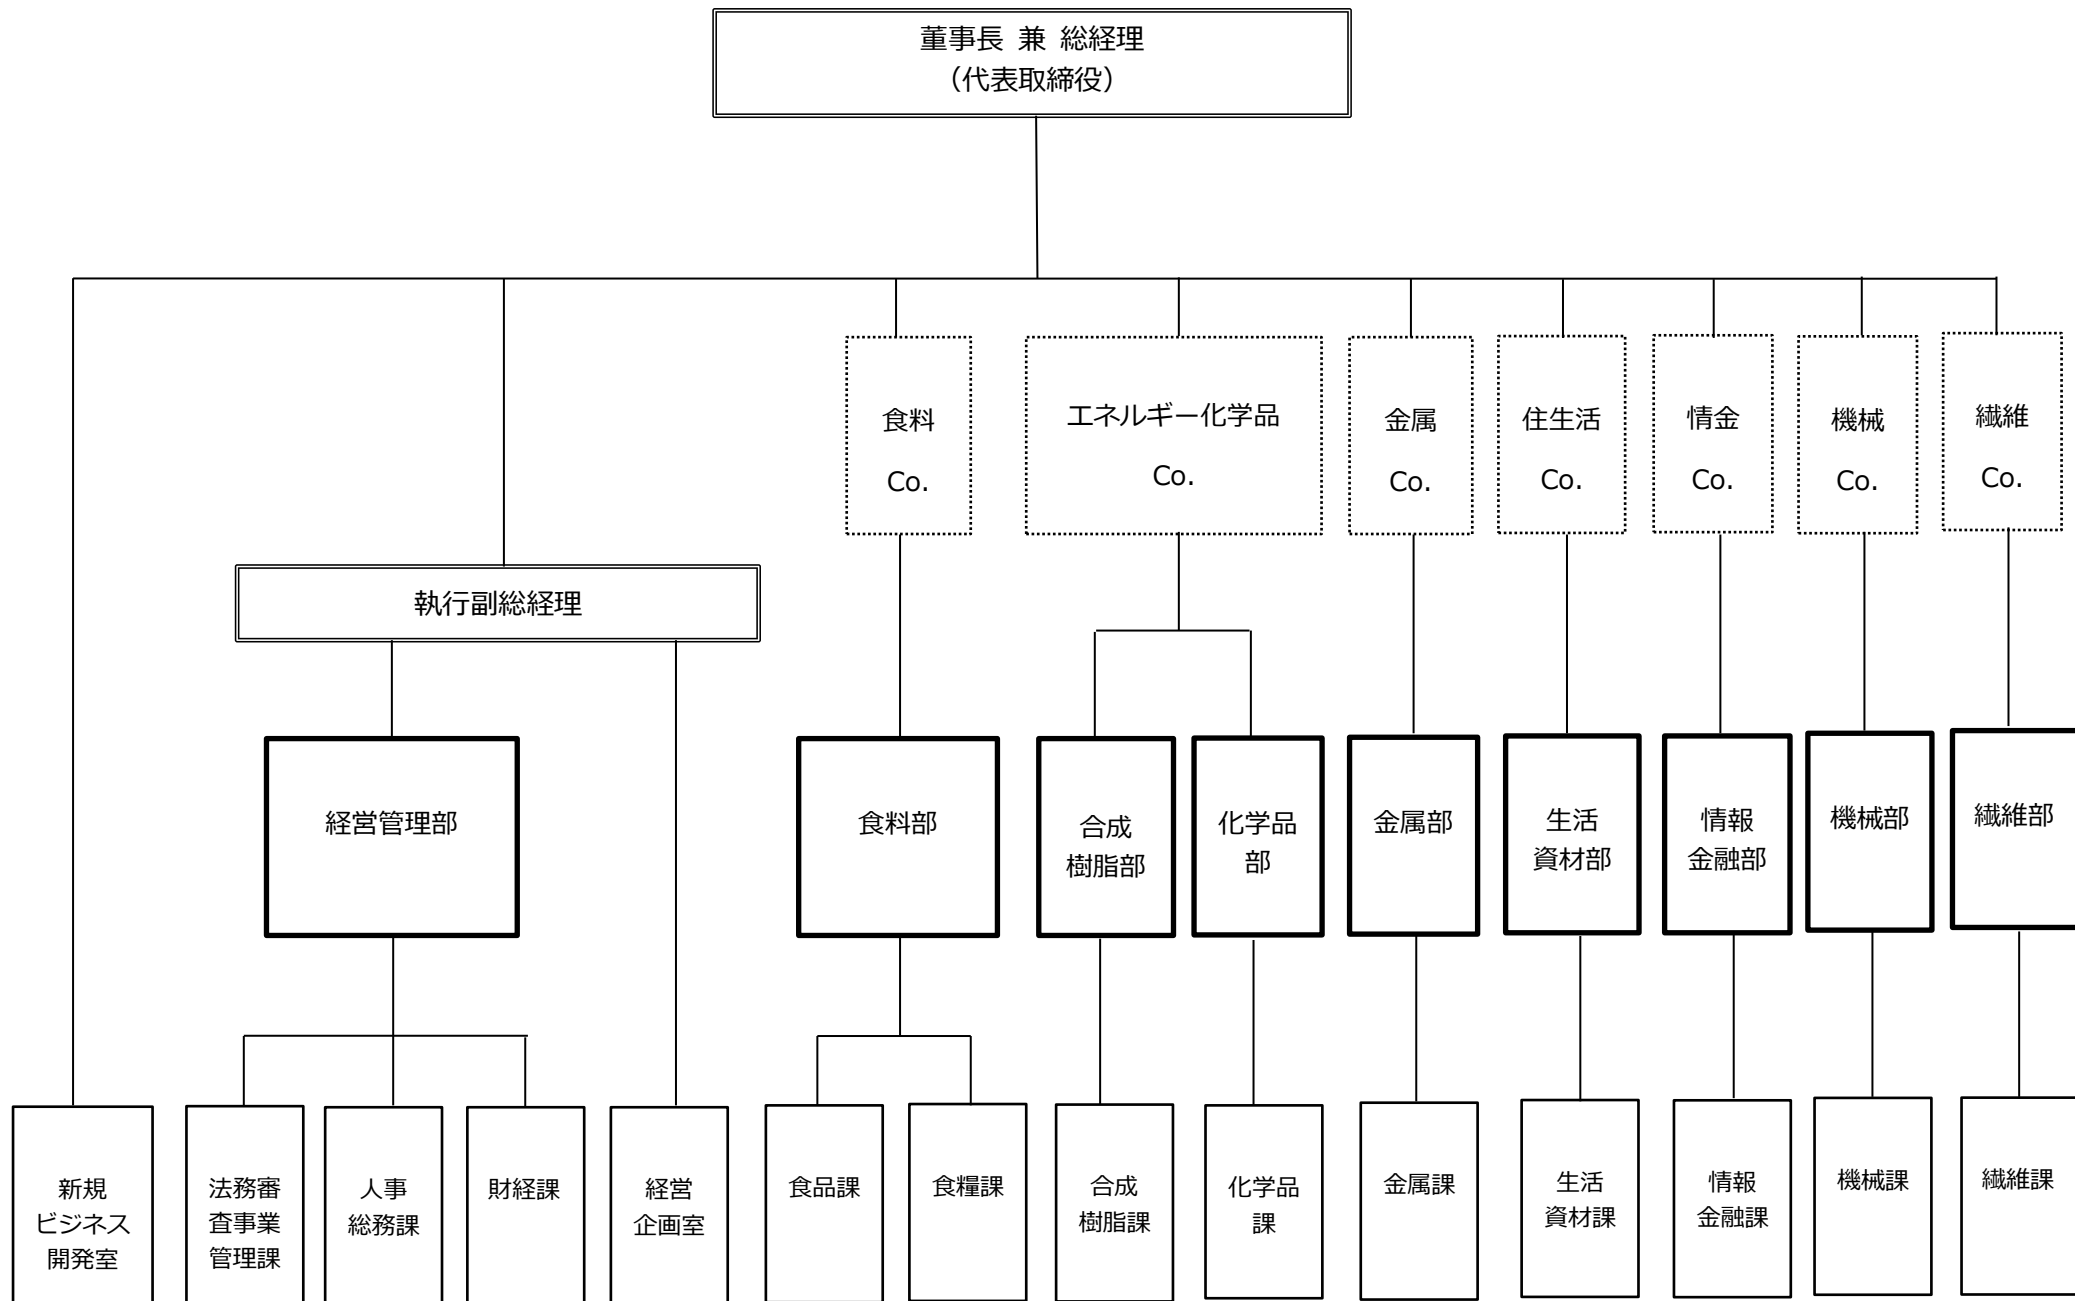 董事長 兼 総経理
（代表取締役）
食料
Co.
エネルギー化学品
Co.
金属
Co.
住生活
Co.
情金
Co.
機械
Co.
繊維
Co.
執行副総経理
経営管理部
食料部
合成
樹脂部
化学品
部
金属部
生活
資材部
情報
金融部
機械部
繊維部
新規
ビジネス
開発室
法務審
査事業
管理課
人事
総務課
財経課
経営
企画室
食品課
食糧課
合成
樹脂課
化学品
課
金属課
生活
資材課
情報
金融課
機械課
繊維課